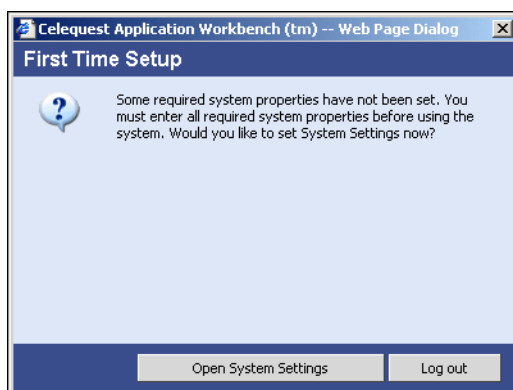 Celequest Application Workbench (tm) -- Web Page Dialog
First Time Setup
Some required system properties have not been set. You
must enter all required system properties before using the
system. Would you like to set System Settings now?
Open System Settings
Log out